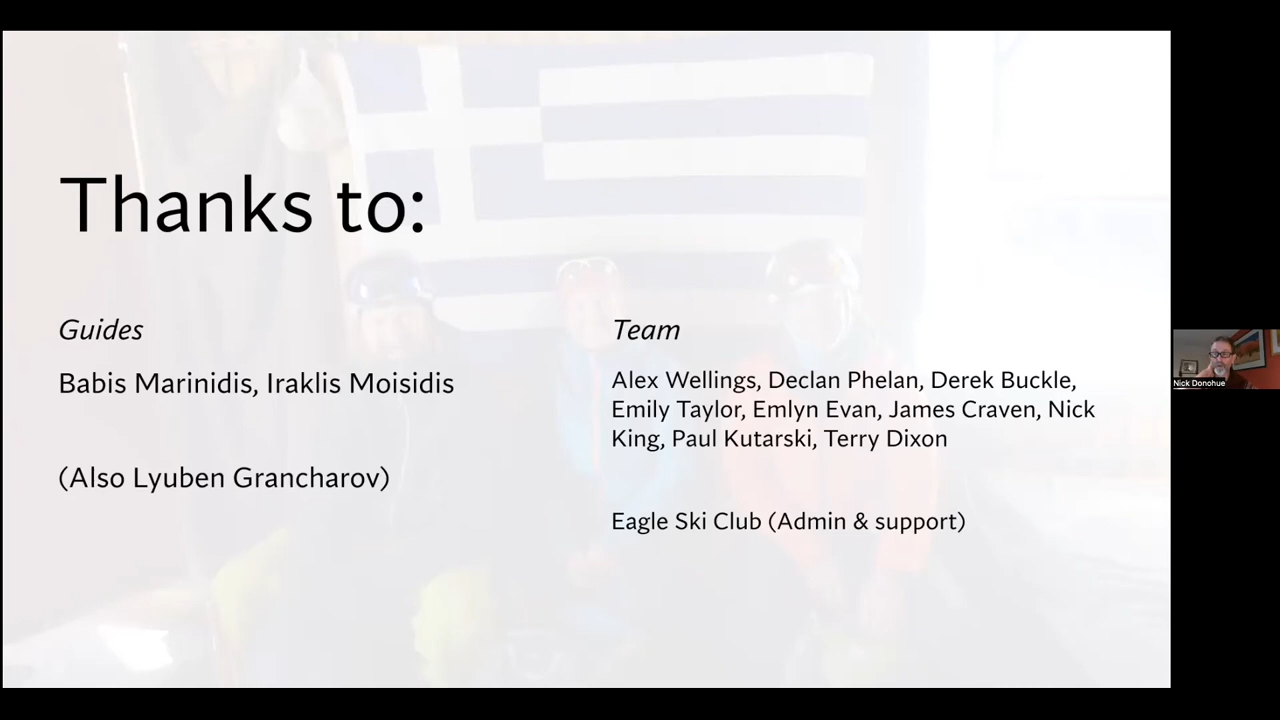 Thanks to:
Guides
Babis Marinidis, Iraklis Moisidis
(Also Lyuben Grancharov)
Team
Alex Wellings, Declan Phelan, Derek Buckle,
Emily Taylor, Emlyn Evan, James Craven, Nick
King, Paul Kutarski, Terry Dixon
Eagle Ski Club (Admin & support)
Nick Donohue